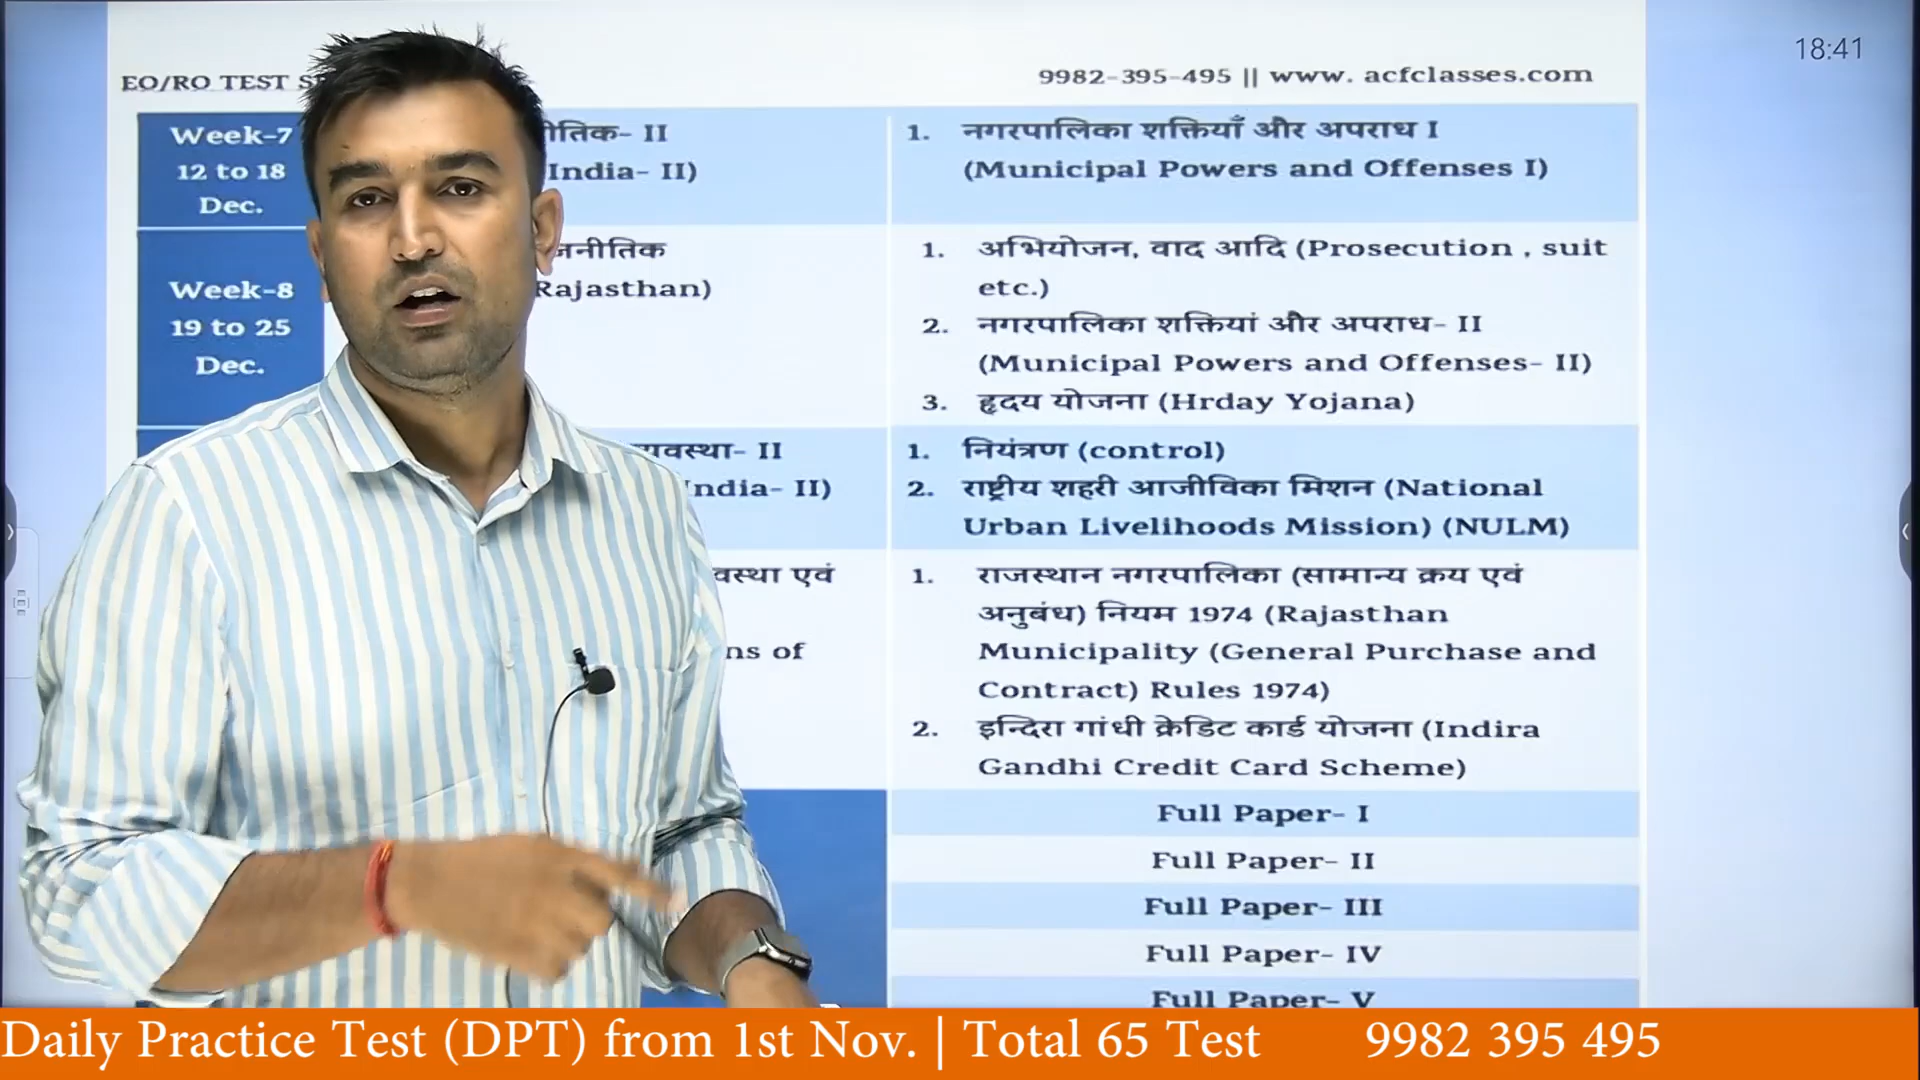 18:41
EO/RO TEST
9982-395-495 || www. acfclasses.com
Week-7
12 to 18
Dec.
- II
India- II)
1. नगरपालिका शक्तियाँ और अपराध I
(Municipal Powers and Offenses I)
Week-8
19 to 25
Dec.
Rajasthan)
1. अभियोजन, वाद आदि (Prosecution , suit
etc.)
2. नगरपालिका शक्तियां और अपराध- II
(Municipal Powers and Offenses- II)
3. हृदय योजना (Hrday Yojana)
- II
India- II)
1. नियंत्रण (control)
2. राष्ट्रीय शहरी आजीविका मिशन (National
Urban Livelihoods Mission) (NULM)
एवं
of
1. राजस्थान नगरपालिका (सामान्य क्रय एवं
अनुबंध) नियम 1974 (Rajasthan
Municipality (General Purchase and
Contract) Rules 1974)
2. इन्दिरा गांधी क्रेडिट कार्ड योजना (Indira
Gandhi Credit Card Scheme)
Full Paper- I
Full Paper- II
Full Paper- III
Full Paper- IV
Full Paper- V
Daily Practice Test (DPT) from 1st Nov. | Total 65 Test 9982 395 495